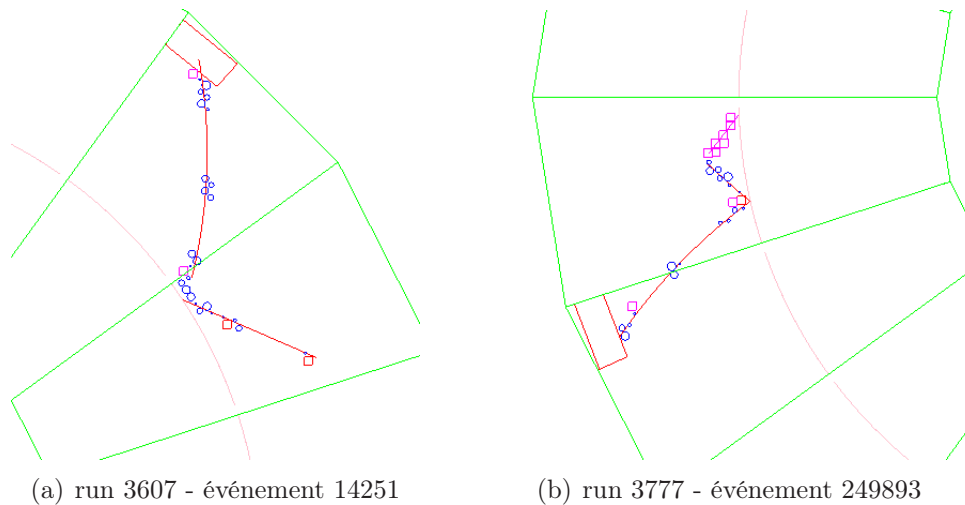 (a) run 3607 - événement 14251
(b) run 3777 - événement 249893